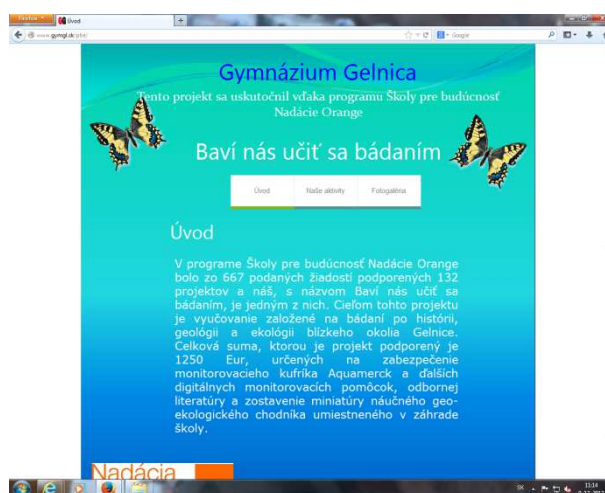 Úvod
www.gymgl.sk
Google
Gymnázium Gelnica
Tento projekt sa uskutočnil vďaka programu Školy pre budúcnosť
Nadácie Orange
Baví nás učiť sa bádaním
Úvod Naše aktivity Fotogaléria
Úvod
V programe Školy pre budúcnosť Nadácie Orange
bolo zo 667 podaných žiadostí podporených 132
projektov a náš, s názvom Baví nás učiť sa
bádaním, je jedným z nich. Cieľom tohto projektu
je vyučovanie založené na bádaní po histórii,
geológii a ekológii blízkeho okolia Gelnice.
Celková suma, ktorou je projekt podporený je
1250 Eur, určených na zabezpečenie
monitorovacieho kufríka Aquamerck a ďalších
digitálnych monitorovacích pomôcok, odbornej
literatúry a zostavenie miniatúry náučného geo-
ekologického chodníka umiestneného v záhrade
školy.
Nadácia
SK 11:14